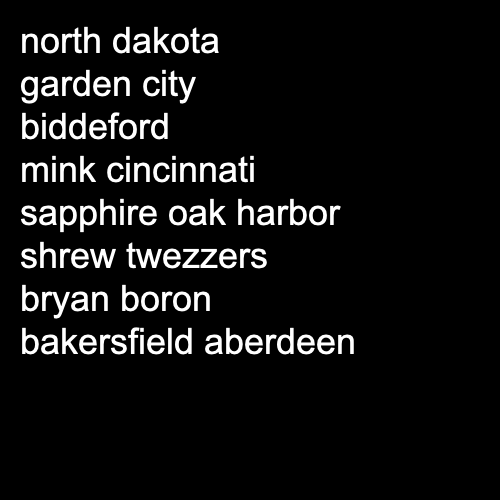 north dakota
garden city
biddeford
mink cincinnati
sapphire oak harbor
shrew twezzers
bryan boron
bakersfield aberdeen